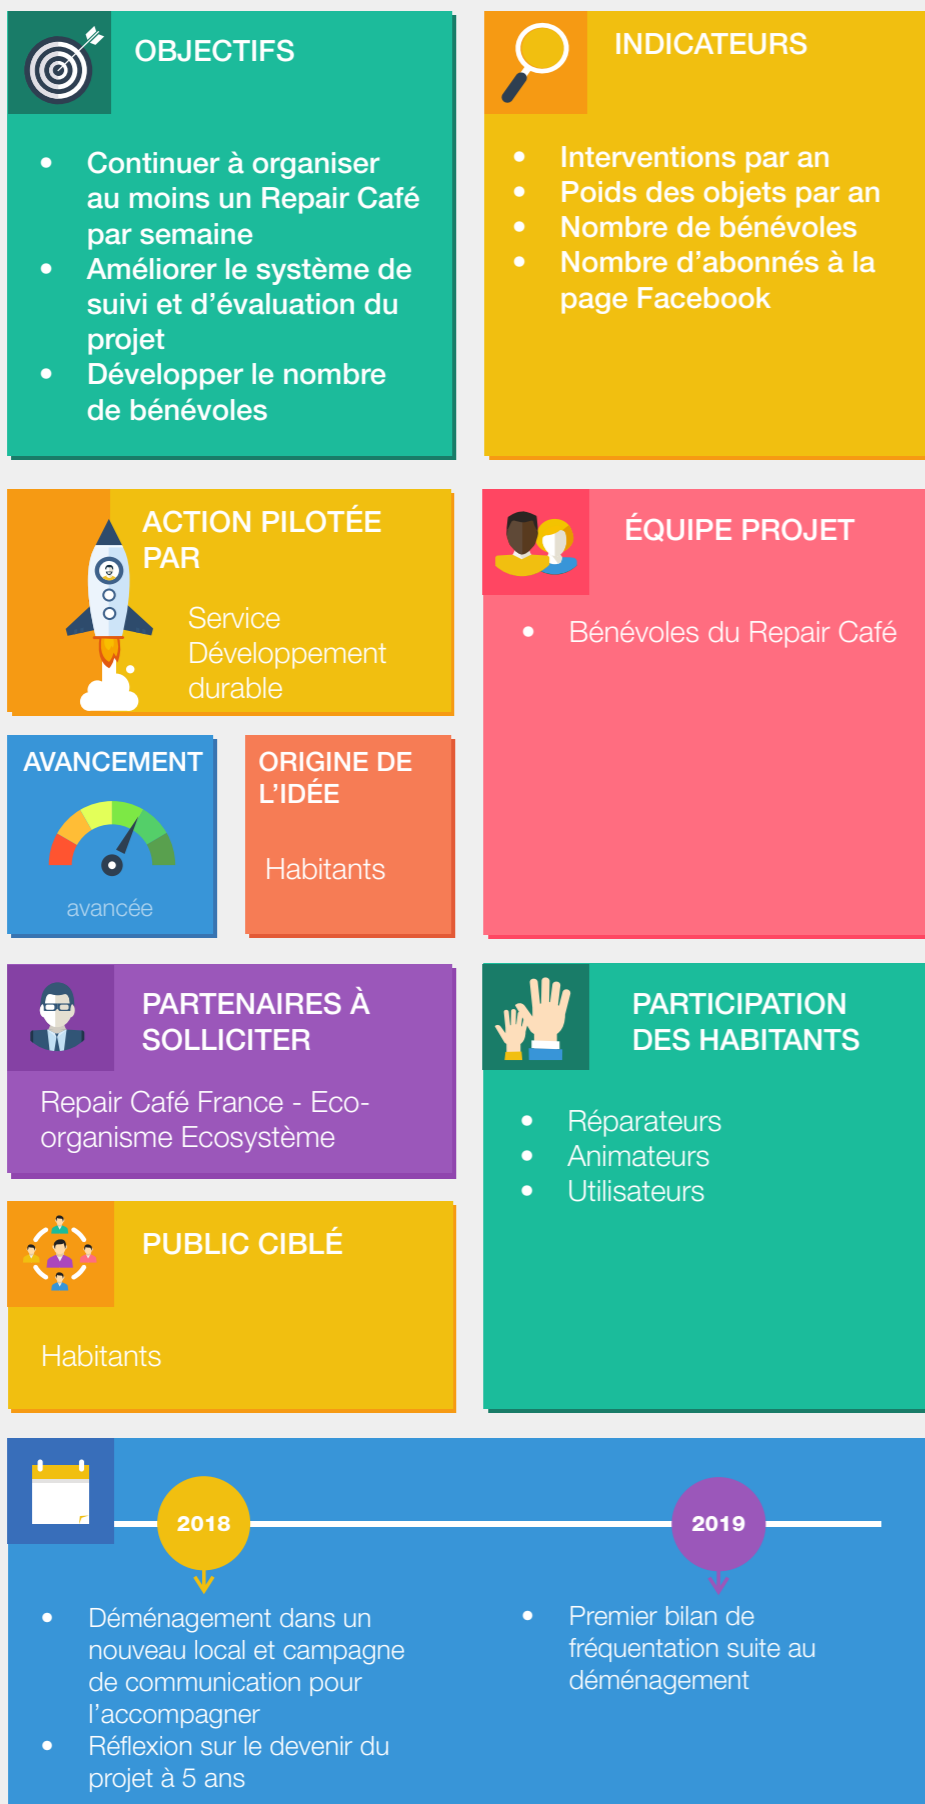 OBJECTIFS
• Continuer à organiser
au moins un Repair Café
par semaine
• Améliorer le système de
suivi et d'évaluation du
projet
• Développer le nombre
de bénévoles
INDICATEURS
• Interventions par an
• Poids des objets par an
• Nombre de bénévoles
• Nombre d'abonnés à la
page Facebook
ACTION PILOTÉE
PAR
Service
Développement
durable
ÉQUIPE PROJET
• Bénévoles du Repair Café
AVANCEMENT
avancée
ORIGINE DE
L'IDÉE
Habitants
PARTENAIRES À
SOLLICITER
Repair Café France - Eco-
organisme Ecosystème
PARTICIPATION
DES HABITANTS
• Réparateurs
• Animateurs
• Utilisateurs
PUBLIC CIBLÉ
Habitants
2018
• Déménagement dans un
nouveau local et campagne
de communication pour
l'accompagner
• Réflexion sur le devenir du
projet à 5 ans
2019
• Premier bilan de
fréquentation suite au
déménagement